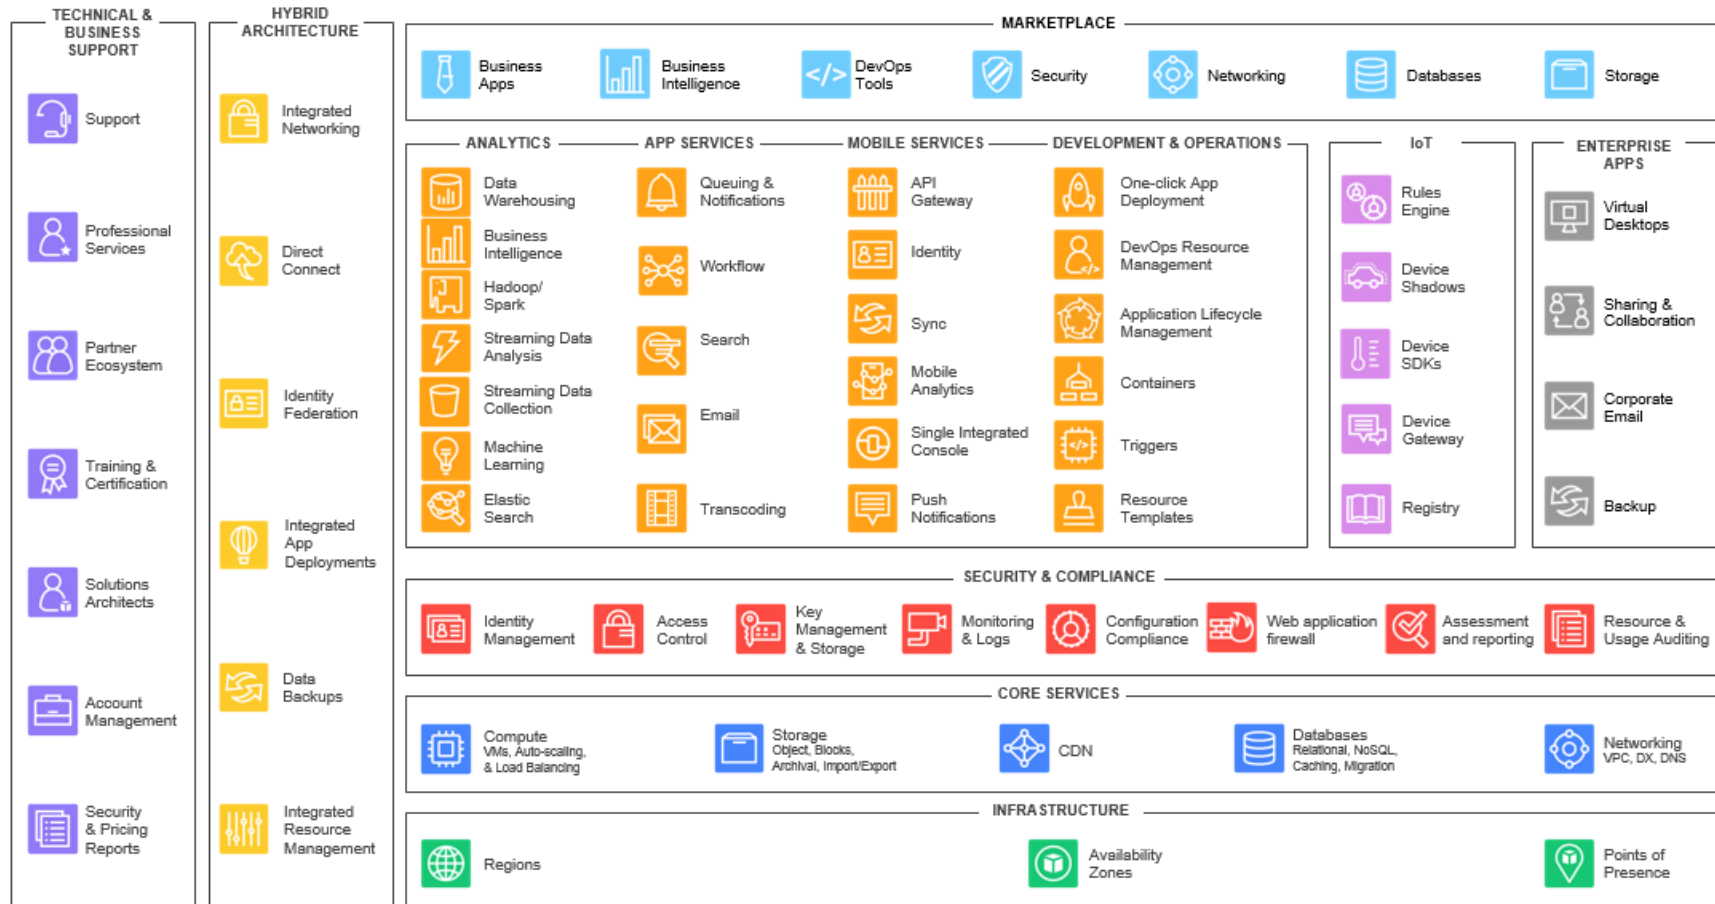 TECHNICAL &
BUSINESS
SUPPORT
Support
Professional
Services
Partner
Ecosystem
Training &
Certification
Solutions
Architects
Account
Management
Security
& Pricing
Reports
HYBRID
ARCHITECTURE
Integrated
Networking
Direct
Connect
Identity
Federation
Integrated
App
Deployments
Data
Backups
Integrated
Resource
Management
MARKETPLACE
Business
Apps
Business
Intelligence
DevOps
Tools
Security
Networking
Databases
Storage
ANALYTICS
Data
Warehousing
Business
Intelligence
Hadoop/
Spark
Streaming Data
Analysis
Streaming Data
Collection
Machine
Learning
Elastic
Search
APP SERVICES
Queuing &
Notifications
Workflow
Search
Email
Transcoding
MOBILE SERVICES
API
Gateway
Identity
Sync
Mobile
Analytics
Single Integrated
Console
Push
Notifications
DEVELOPMENT & OPERATIONS
One-click App
Deployment
DevOps Resource
Management
Application Lifecycle
Management
Containers
Triggers
Resource
Templates
IoT
Rules
Engine
Device
Shadows
Device
SDKs
Device
Gateway
Registry
ENTERPRISE
APPS
Virtual
Desktops
Sharing &
Collaboration
Corporate
Email
Backup
SECURITY & COMPLIANCE
Identity
Management
Access
Control
Key
Management
& Storage
Monitoring
& Logs
Configuration
Compliance
Web application
firewall
Assessment
and reporting
Resource &
Usage Auditing
CORE SERVICES
Compute
VMs, Auto-scaling,
& Load Balancing
Storage
Object, Blocks,
Archival, Import/Export
CDN
Databases
Relational, NoSQL,
Caching, Migration
Networking
VPC, DX, DNS
INFRASTRUCTURE
Regions
Availability
Zones
Points of
Presence